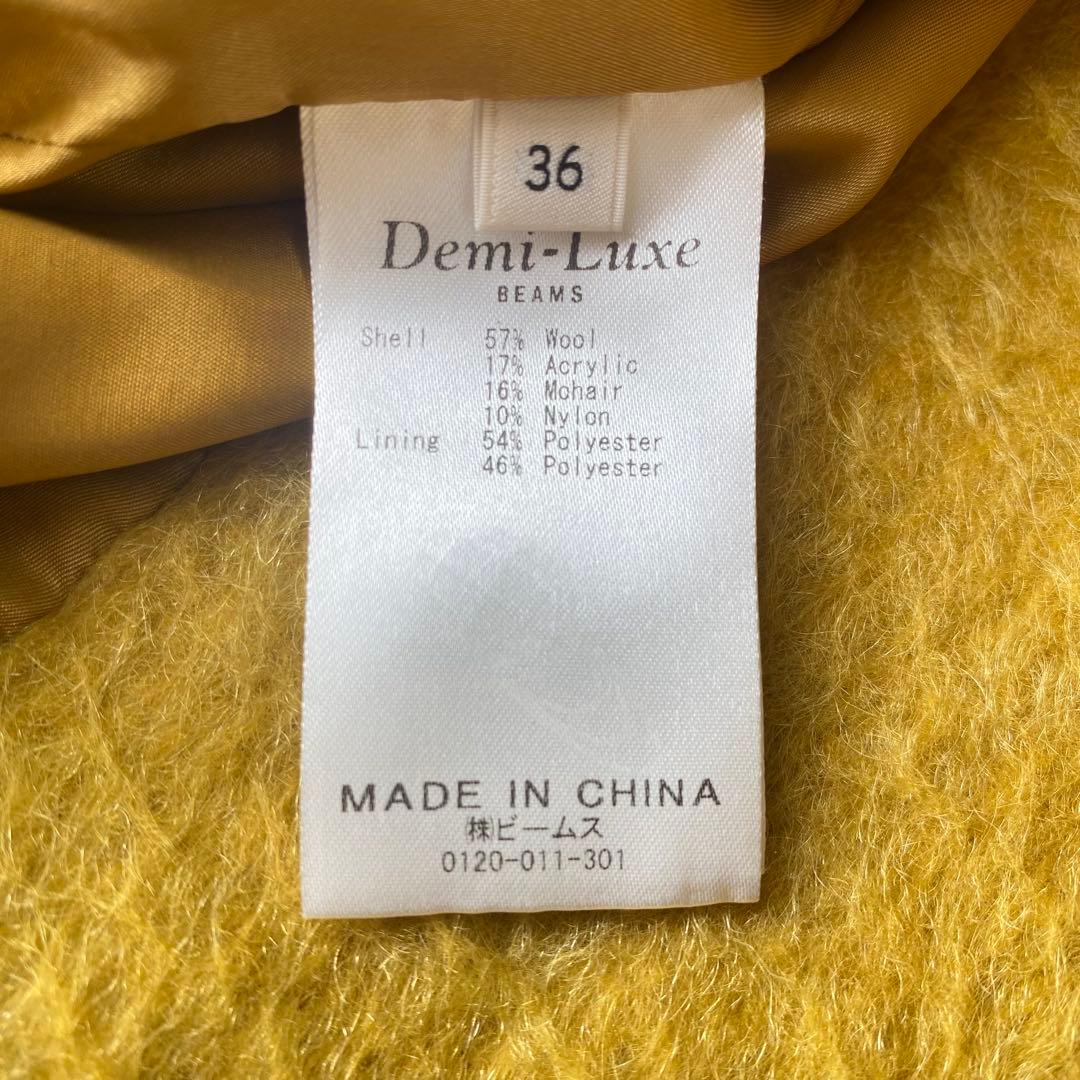 36
Demi-Luxe
BEAMS
Shell 57% Wool
17% Acrylic
16% Mohair
10% Nylon
Lining 54% Polyester
46% Polyester
MADE IN CHINA
㈱ビームス
0120-011-301